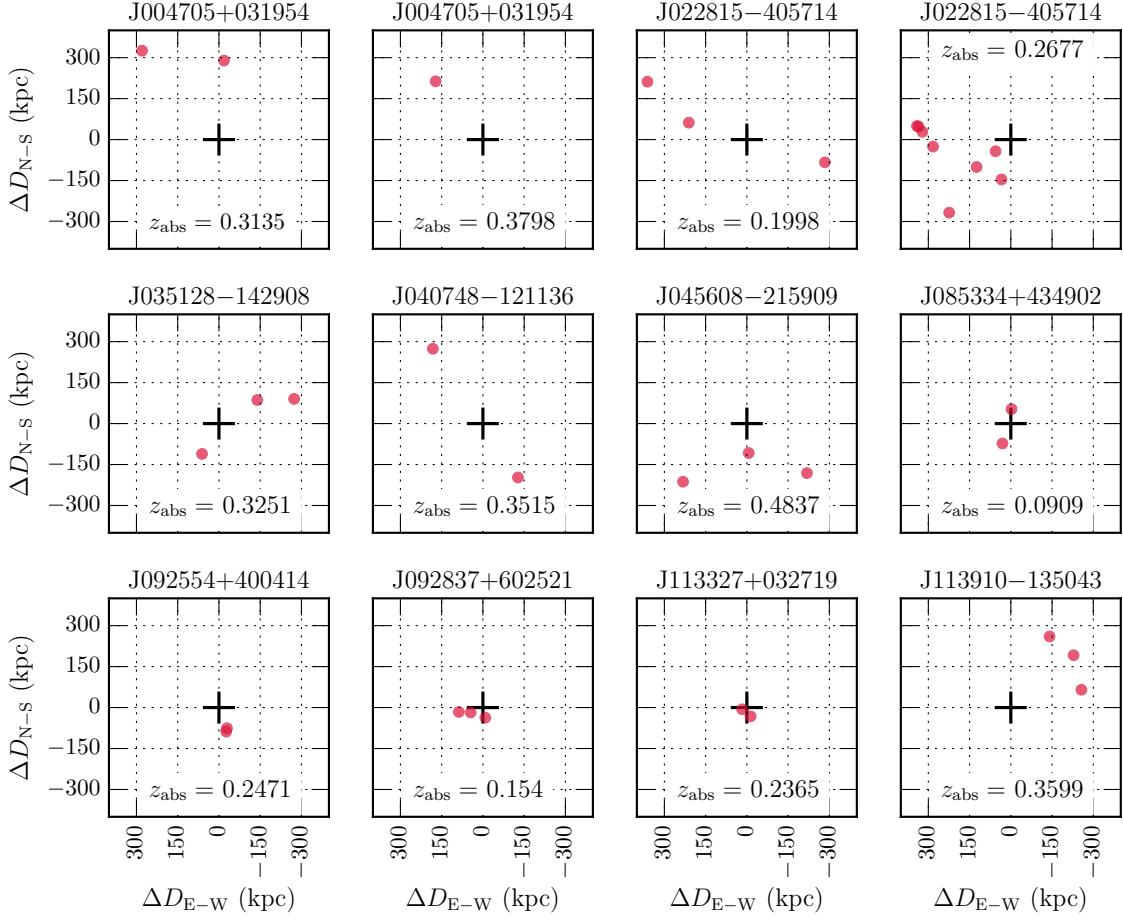 J004705+031954 J004705+031954 J022815−405714 J022815−405714
300
150
0
−150
−300
ΔD_N−S (kpc)
z_abs = 0.3135
z_abs = 0.3798
z_abs = 0.1998
z_abs = 0.2677
J035128−142908 J040748−121136 J045608−215909 J085334+434902
300
150
0
−150
−300
ΔD_N−S (kpc)
z_abs = 0.3251
z_abs = 0.3515
z_abs = 0.4837
z_abs = 0.0909
J092554+400414 J092837+602521 J113327+032719 J113910−135043
300
150
0
−150
−300
ΔD_N−S (kpc)
z_abs = 0.2471
z_abs = 0.154
z_abs = 0.2365
z_abs = 0.3599
300 150 0 −150 −300
300 150 0 −150 −300
300 150 0 −150 −300
300 150 0 −150 −300
ΔD_E−W (kpc) ΔD_E−W (kpc) ΔD_E−W (kpc) ΔD_E−W (kpc)